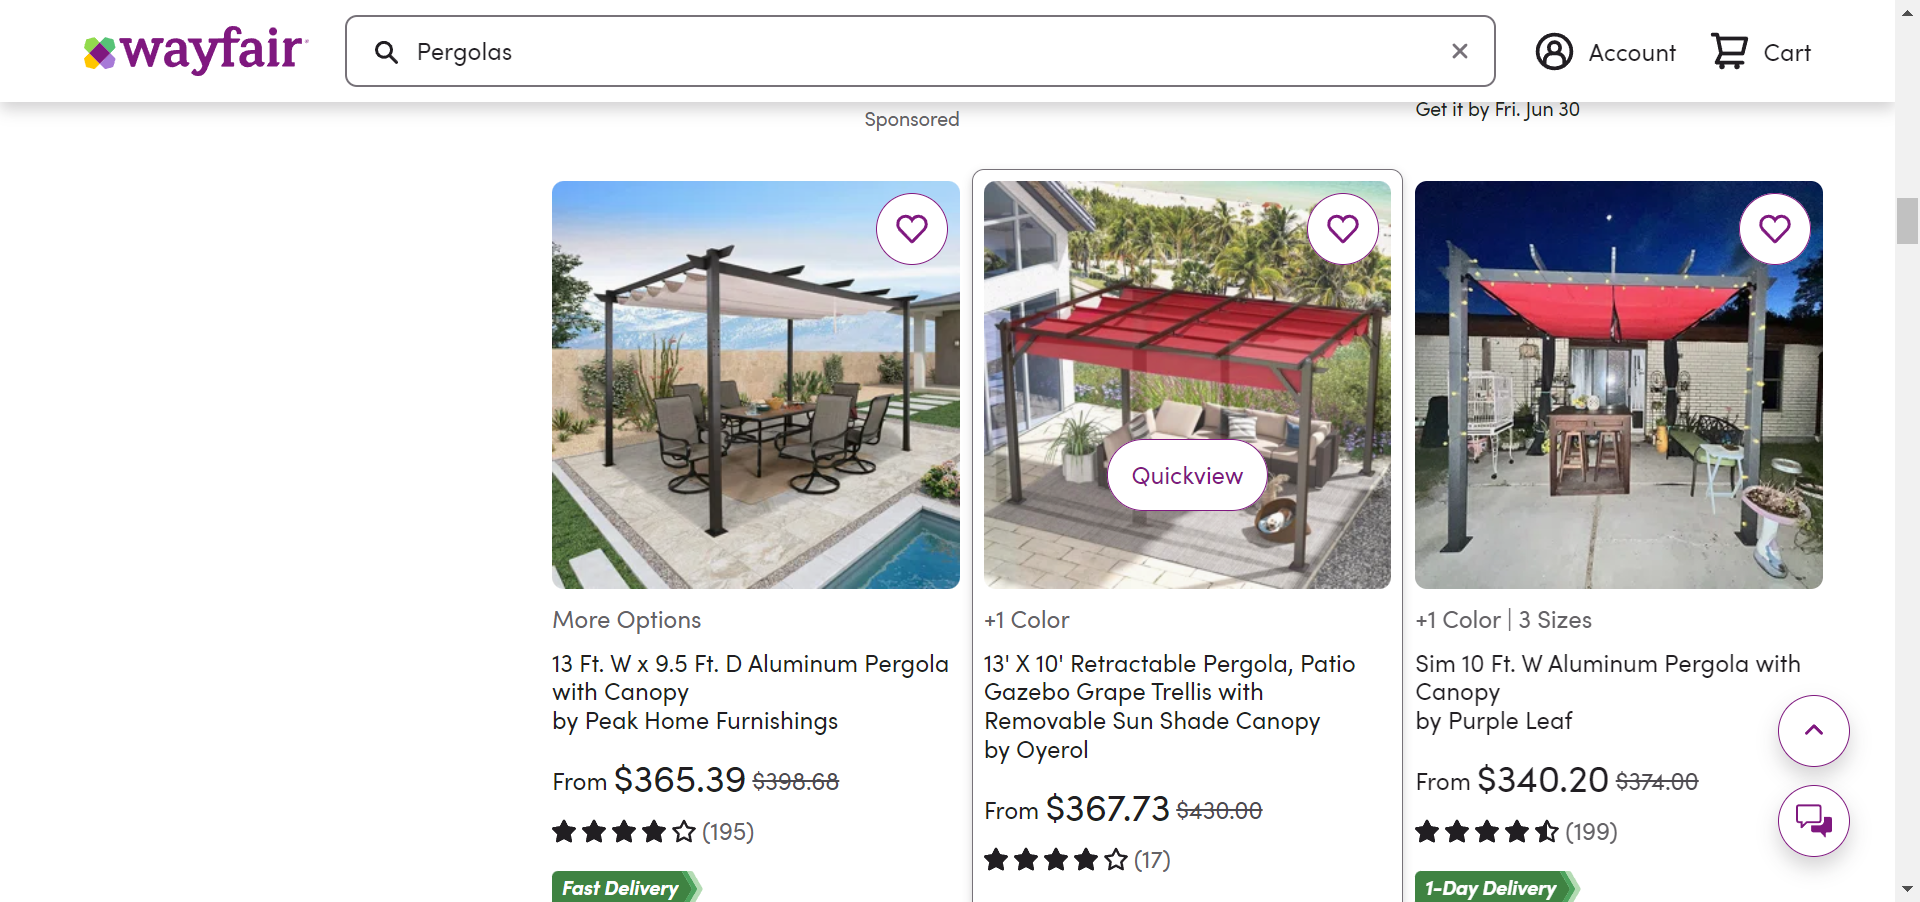 wayfair
Pergolas
Account
Cart
Sponsored
Get it by Fri. Jun 30
Quickview
More Options
13 Ft. W x 9.5 Ft. D Aluminum Pergola
with Canopy
by Peak Home Furnishings
From $365.39 $398.68
(195)
Fast Delivery
+1 Color
13' X 10' Retractable Pergola, Patio
Gazebo Grape Trellis with
Removable Sun Shade Canopy
by Oyerol
From $367.73 $430.00
(17)
+1 Color | 3 Sizes
Sim 10 Ft. W Aluminum Pergola with
Canopy
by Purple Leaf
From $340.20 $374.00
(199)
1-Day Delivery